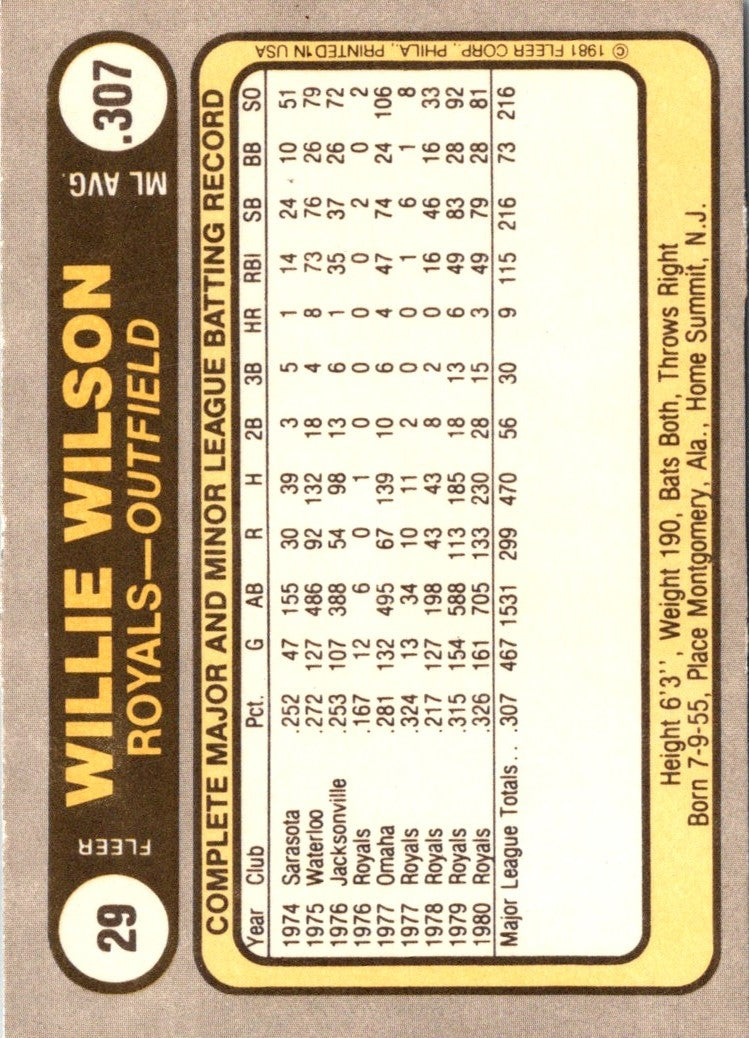 29
FLEER
WILLIE WILSON
ROYALS—OUTFIELD
ML AVG.
.307
COMPLETE MAJOR AND MINOR LEAGUE BATTING RECORD
Year Club Pct. G AB R H 2B 3B HR RBI SB BB SO
1974 Sarasota .252 47 155 30 39 3 5 1 14 24 10 51
1975 Waterloo .272 127 486 92 132 18 4 8 73 76 26 79
1976 Jacksonville .253 107 388 54 98 13 6 1 35 37 26 72
1976 Royals .167 12 6 0 1 0 0 0 0 2 0 2
1977 Omaha .281 132 495 67 139 10 6 4 47 74 24 106
1977 Royals .324 13 34 10 11 2 0 0 1 6 1 8
1978 Royals .217 127 198 43 43 8 2 0 16 46 16 33
1979 Royals .315 154 588 113 185 18 13 6 49 83 28 92
1980 Royals .326 161 705 133 230 28 15 3 49 79 28 81
Major League Totals... .307 467 1531 299 470 56 30 9 115 216 73 216
© 1981 FLEER CORP., PHILA., PRINTED IN USA
Height 6'3'', Weight 190, Bats Both, Throws Right
Born 7-9-55, Place Montgomery, Ala., Home Summit, N.J.